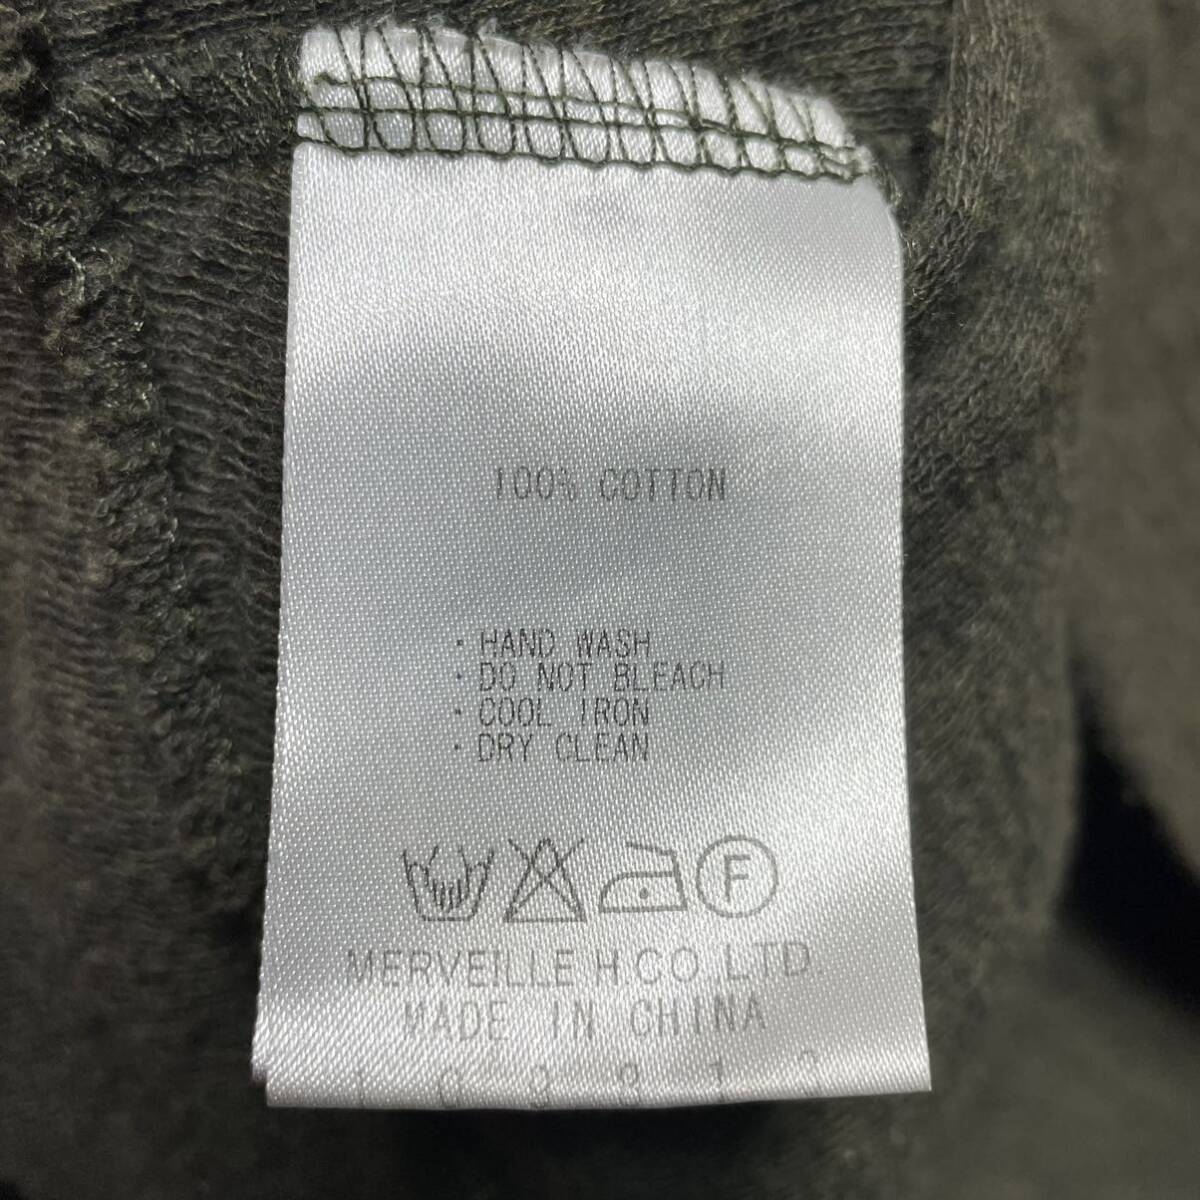 100% COTTON
· HAND WASH
· DO NOT BLEACH
· COOL IRON
· DRY CLEAN
F
MERVEILLE H.CO.,LTD.
MADE IN CHINA